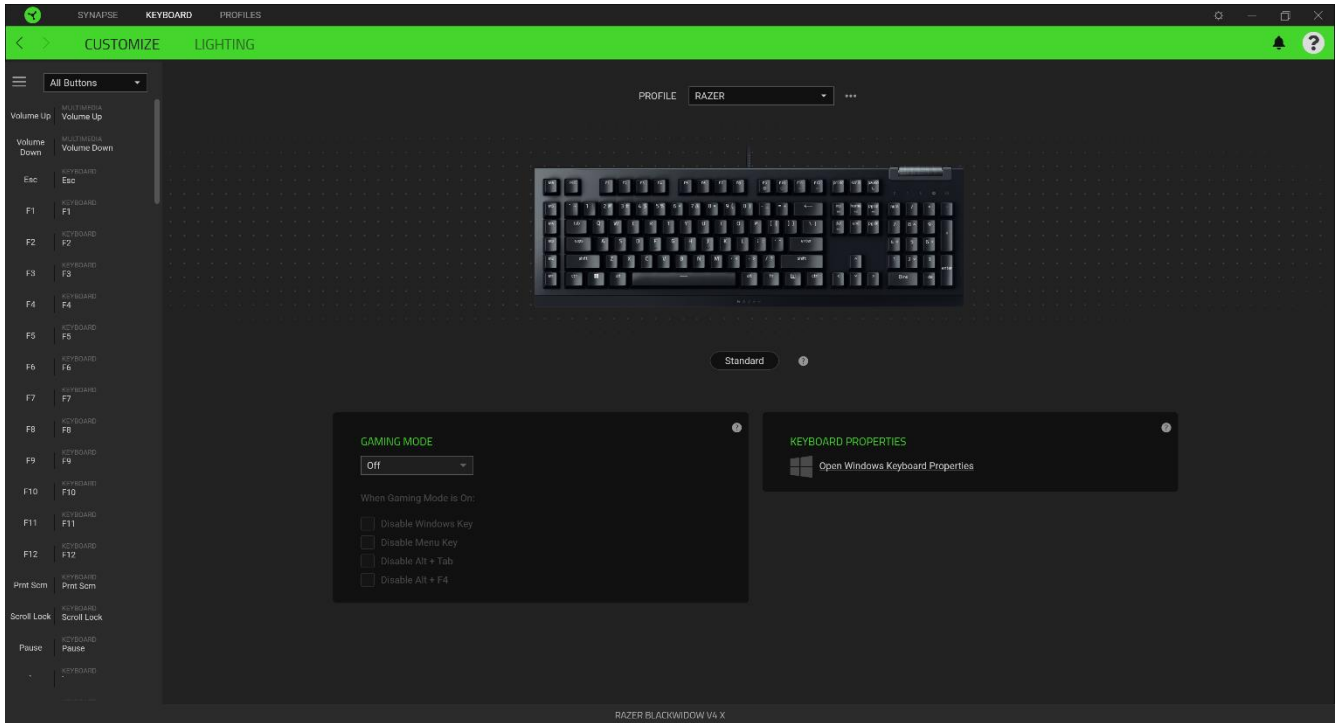 SYNAPSE KEYBOARD PROFILES
CUSTOMIZE LIGHTING
All Buttons
PROFILE RAZER
Volume Up MULTIMEDIA
Volume Up
Volume Down MULTIMEDIA
Volume Down
Esc KEYBOARD
Esc
F1 KEYBOARD
F1
F2 KEYBOARD
F2
F3 KEYBOARD
F3
F4 KEYBOARD
F4
F5 KEYBOARD
F5
F6 KEYBOARD
F6
F7 KEYBOARD
F7
F8 KEYBOARD
F8
F9 KEYBOARD
F9
F10 KEYBOARD
F10
F11 KEYBOARD
F11
F12 KEYBOARD
F12
Prnt Scrn KEYBOARD
Prnt Scrn
Scroll Lock KEYBOARD
Scroll Lock
Pause KEYBOARD
Pause
KEYBOARD
Standard ?
GAMING MODE ?
Off
When Gaming Mode is On:
Disable Windows Key
Disable Menu Key
Disable Alt + Tab
Disable Alt + F4
KEYBOARD PROPERTIES ?
Open Windows Keyboard Properties
RAZER BLACKWIDOW V4 X